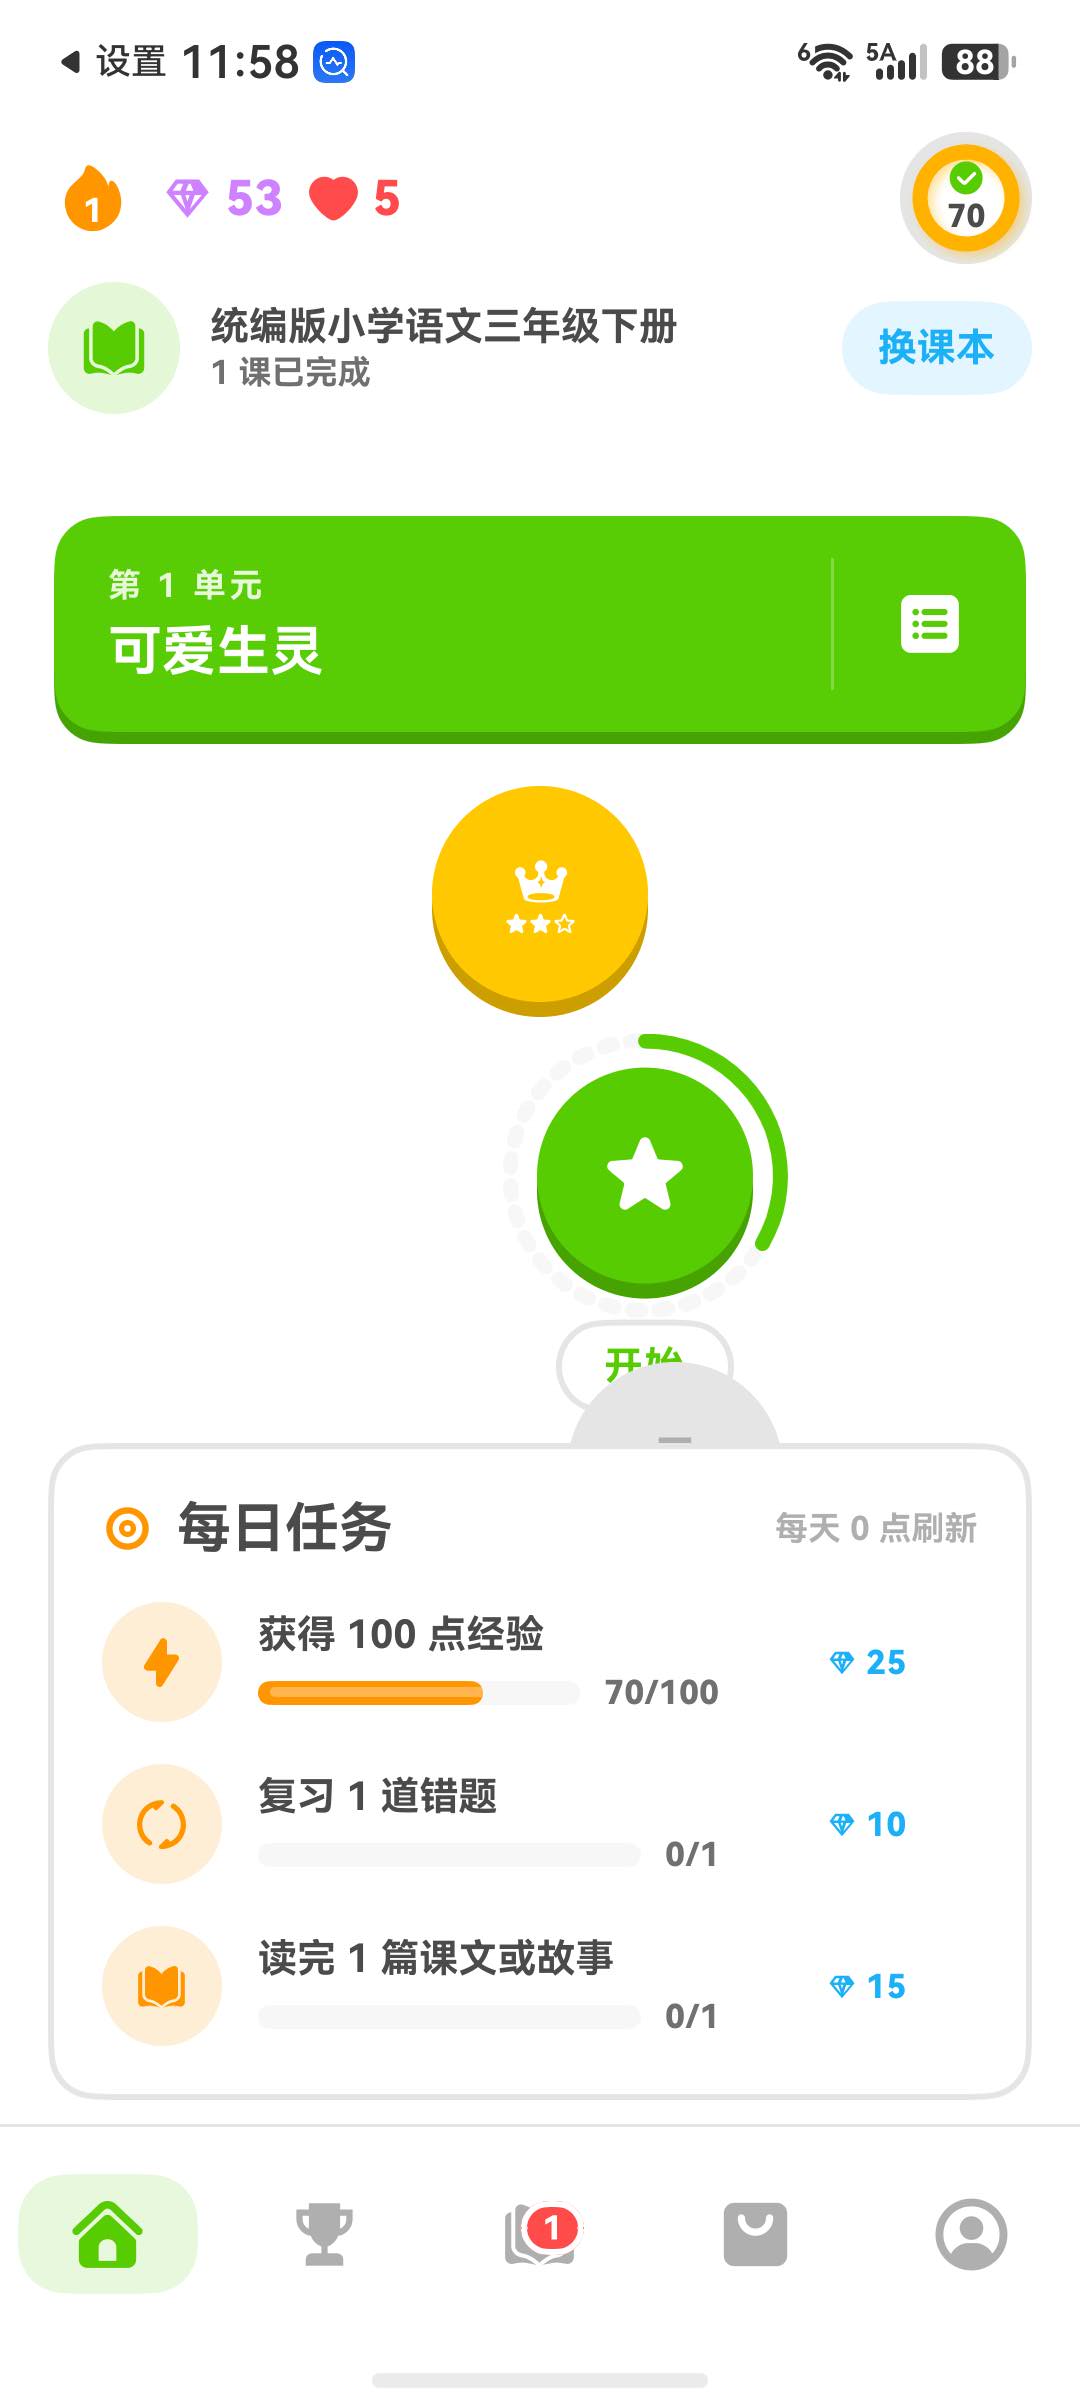 设置 11:58
6 5A 88
1 53 5
70
统编版小学语文三年级下册
1 课已完成
换课本
第 1 单元
可爱生灵
开始
每日任务
每天 0 点刷新
获得 100 点经验
70/100
25
复习 1 道错题
0/1
10
读完 1 篇课文或故事
0/1
15
1